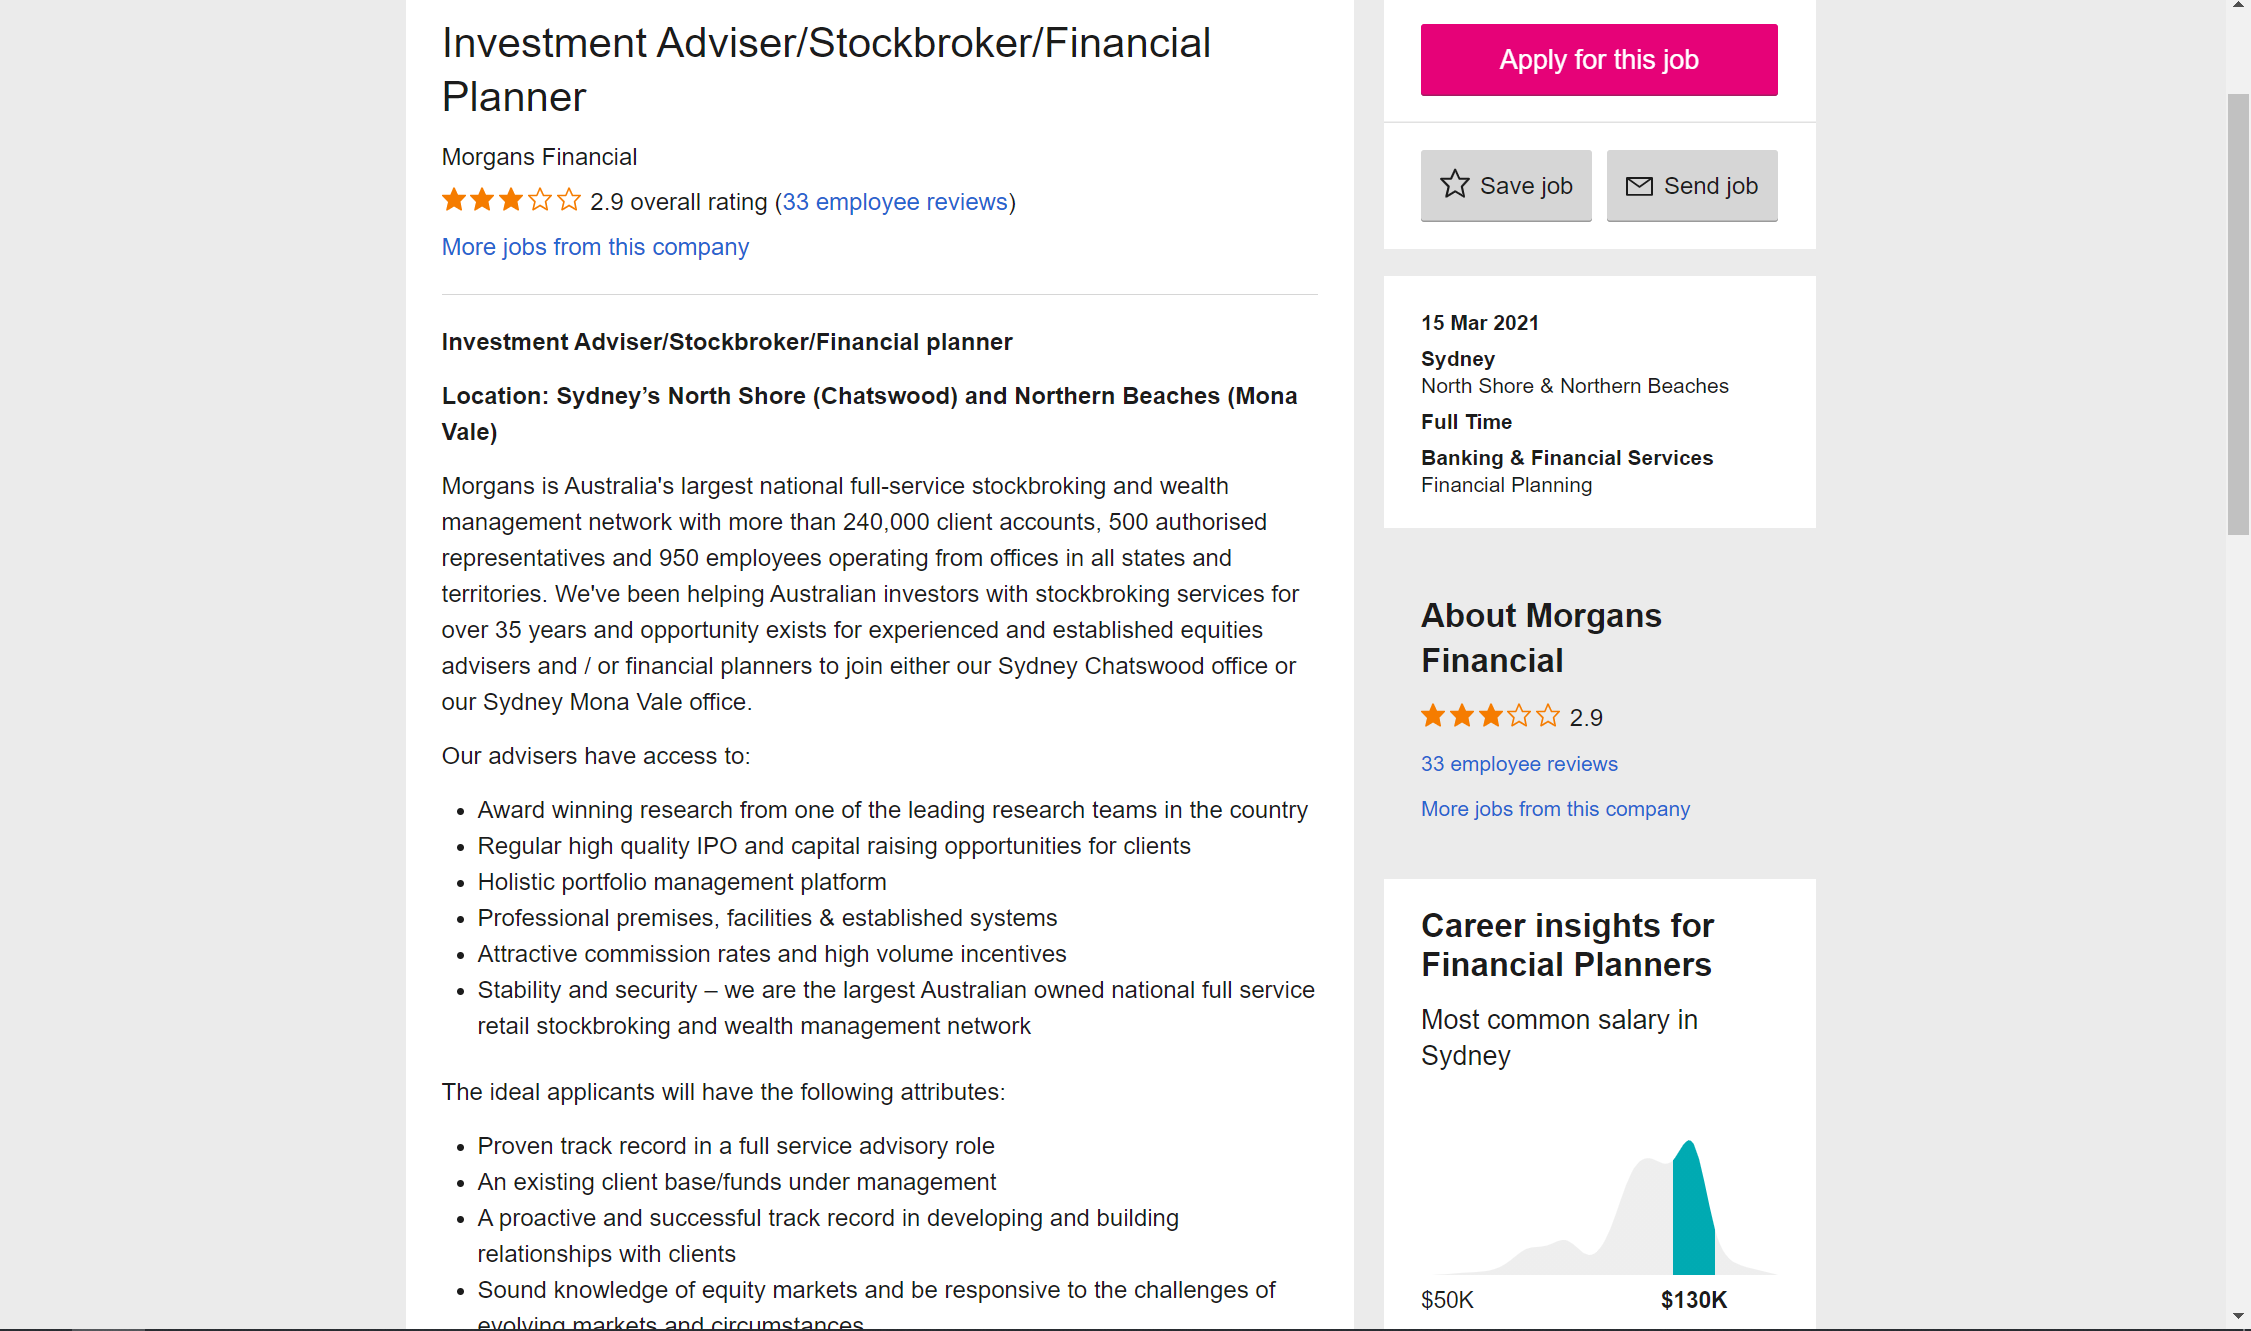 Investment Adviser/Stockbroker/Financial
Planner
Morgans Financial
2.9 overall rating (33 employee reviews)
More jobs from this company
Investment Adviser/Stockbroker/Financial planner
Location: Sydney’s North Shore (Chatswood) and Northern Beaches (Mona
Vale)
Morgans is Australia's largest national full-service stockbroking and wealth
management network with more than 240,000 client accounts, 500 authorised
representatives and 950 employees operating from offices in all states and
territories. We've been helping Australian investors with stockbroking services for
over 35 years and opportunity exists for experienced and established equities
advisers and / or financial planners to join either our Sydney Chatswood office or
our Sydney Mona Vale office.
Our advisers have access to:
• Award winning research from one of the leading research teams in the country
• Regular high quality IPO and capital raising opportunities for clients
• Holistic portfolio management platform
• Professional premises, facilities & established systems
• Attractive commission rates and high volume incentives
• Stability and security – we are the largest Australian owned national full service
retail stockbroking and wealth management network
The ideal applicants will have the following attributes:
• Proven track record in a full service advisory role
• An existing client base/funds under management
• A proactive and successful track record in developing and building
relationships with clients
• Sound knowledge of equity markets and be responsive to the challenges of
evolving markets and circumstances
Apply for this job
Save job
Send job
15 Mar 2021
Sydney
North Shore & Northern Beaches
Full Time
Banking & Financial Services
Financial Planning
About Morgans
Financial
2.9
33 employee reviews
More jobs from this company
Career insights for
Financial Planners
Most common salary in
Sydney
$50K
$130K